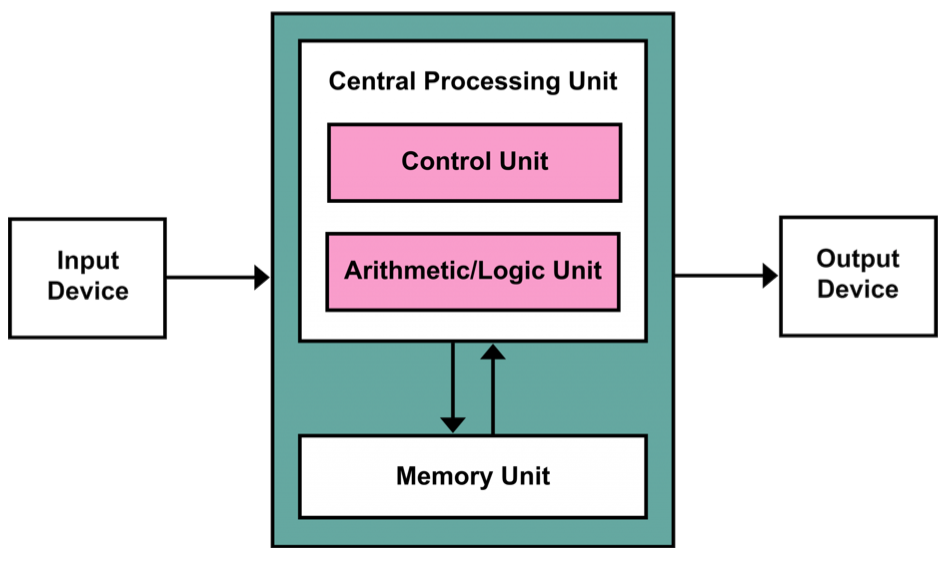 Central Processing Unit
Control Unit
Arithmetic/Logic Unit
Input
Device
Output
Device
Memory Unit